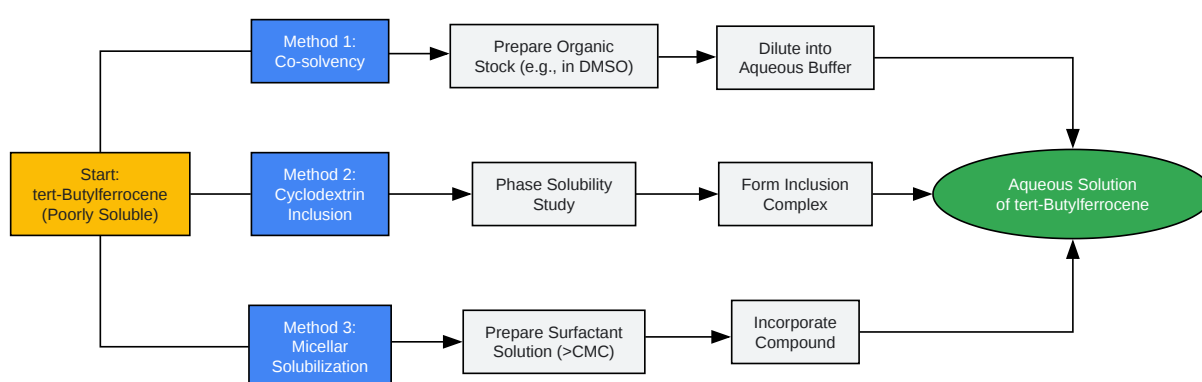 Method 1:
Co-solvency
Prepare Organic
Stock (e.g., in DMSO)
Dilute into
Aqueous Buffer
Start:
tert-Butylferrocene
(Poorly Soluble)
Method 2:
Cyclodextrin
Inclusion
Phase Solubility
Study
Form Inclusion
Complex
Aqueous Solution
of tert-Butylferrocene
Method 3:
Micellar
Solubilization
Prepare Surfactant
Solution (>CMC)
Incorporate
Compound